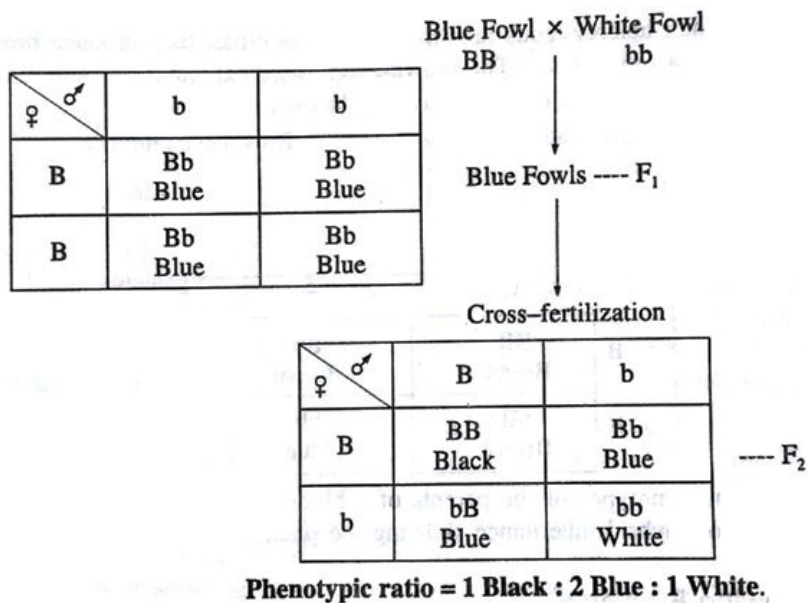 Blue Fowl × White Fowl
BB bb
♀ ♂ b b
B Bb Bb
Blue Blue
B Bb Bb
Blue Blue
Blue Fowls ---- F₁
Cross–fertilization
♀ ♂ B b
B BB Bb
Black Blue
---- F₂
b bB bb
Blue White
Phenotypic ratio = 1 Black : 2 Blue : 1 White.